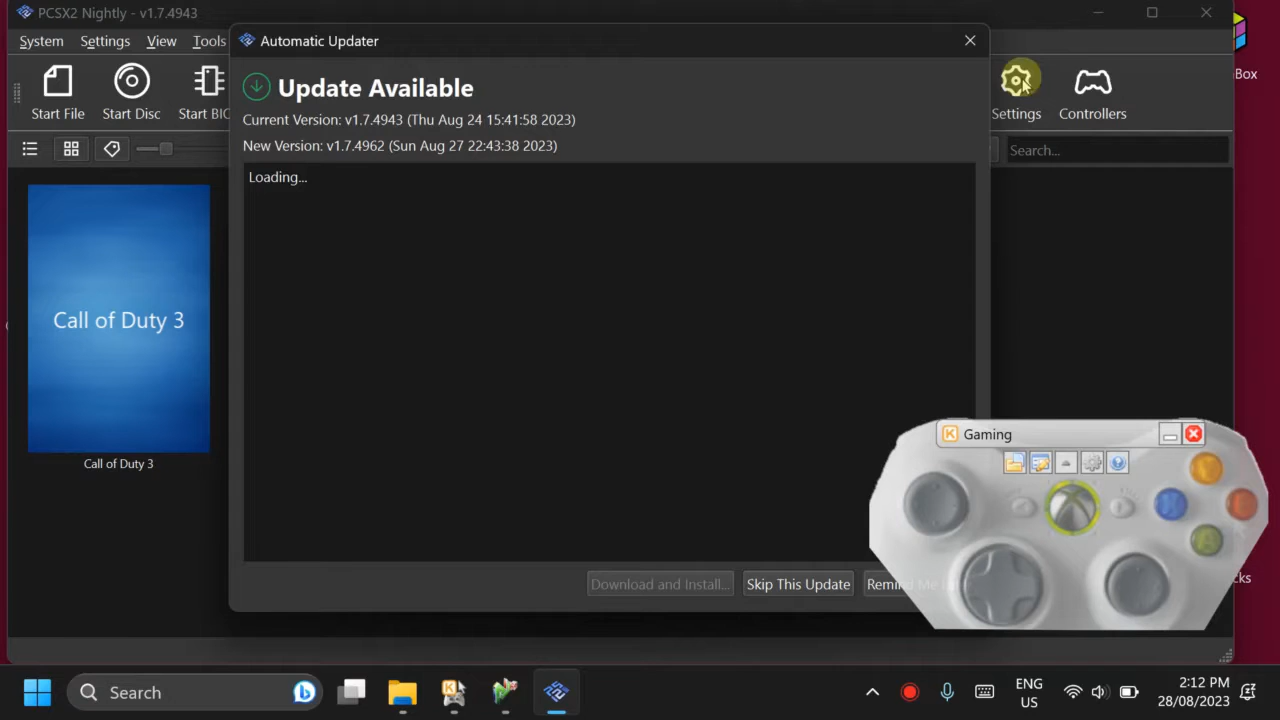 PCSX2 Nightly - v1.7.4943
System Settings View Tools
Automatic Updater
Update Available
Current Version: v1.7.4943 (Thu Aug 24 15:41:58 2023)
New Version: v1.7.4962 (Sun Aug 27 22:43:38 2023)
Loading...
Start File
Start Disc
Settings
Controllers
Search...
Call of Duty 3
Call of Duty 3
Download and Install...
Skip This Update
Gaming
Search
ENG
US
2:12 PM
28/08/2023